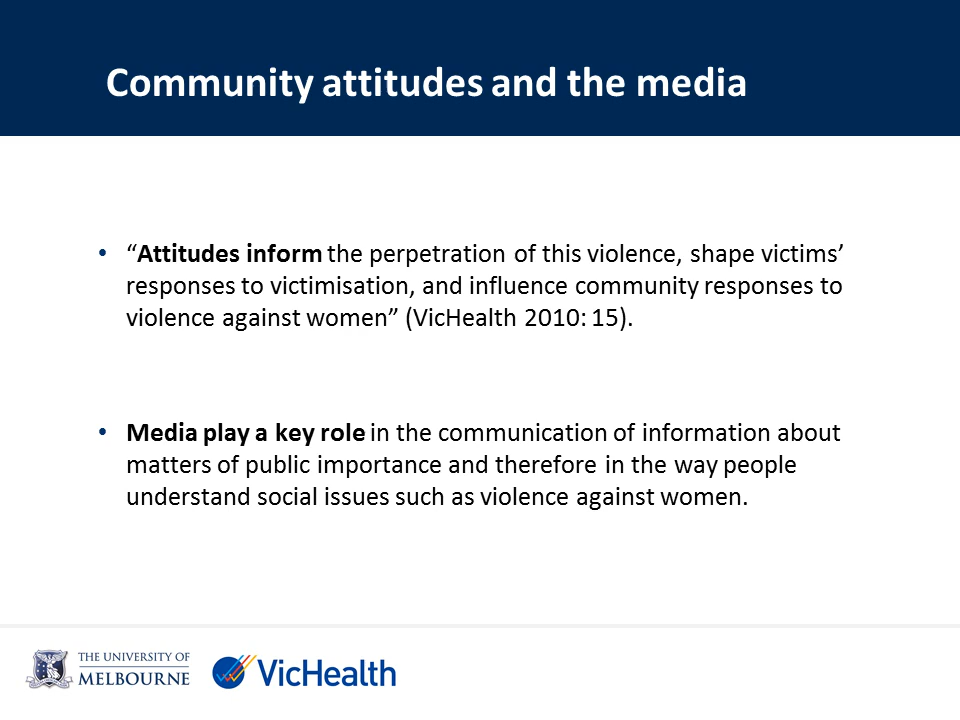 Community attitudes and the media
• “Attitudes inform the perpetration of this violence, shape victims’
responses to victimisation, and influence community responses to
violence against women” (VicHealth 2010: 15).
• Media play a key role in the communication of information about
matters of public importance and therefore in the way people
understand social issues such as violence against women.
THE UNIVERSITY OF
MELBOURNE
VicHealth